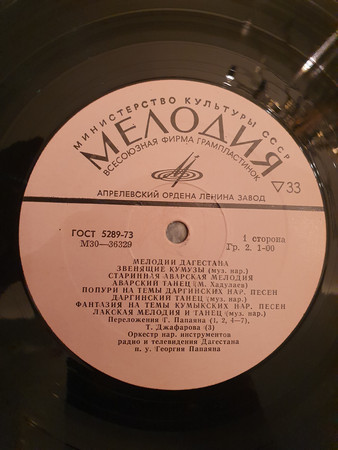 МИНИСТЕРСТВО КУЛЬТУРЫ СССР
МЕЛОДИЯ
ВСЕСОЮЗНАЯ ФИРМА ГРАМПЛАСТИНОК
▽33
АПРЕЛЕВСКИЙ ОРДЕНА ЛЕНИНА ЗАВОД
ГОСТ 5289-73
М30—36329
1 сторона
Гр. 2. 1-00
МЕЛОДИИ ДАГЕСТАНА
ЗВЕНЯЩИЕ КУМУЗЫ (муз. нар.)
СТАРИННАЯ АВАРСКАЯ МЕЛОДИЯ
АВАРСКИЙ ТАНЕЦ (М. Хадулаев)
ПОПУРИ НА ТЕМЫ ДАРГИНСКИХ НАР. ПЕСЕН
ДАРГИНСКИЙ ТАНЕЦ (муз. нар.)
ФАНТАЗИЯ НА ТЕМЫ КУМЫКСКИХ НАР. ПЕСЕН
ЛАКСКАЯ МЕЛОДИЯ И ТАНЕЦ (муз. нар.)
Переложения Г. Папаяна (1, 2, 4—7),
Т. Джафарова (3)
Оркестр нар. инструментов
радио и телевидения Дагестана
п. у. Георгия Папаяна